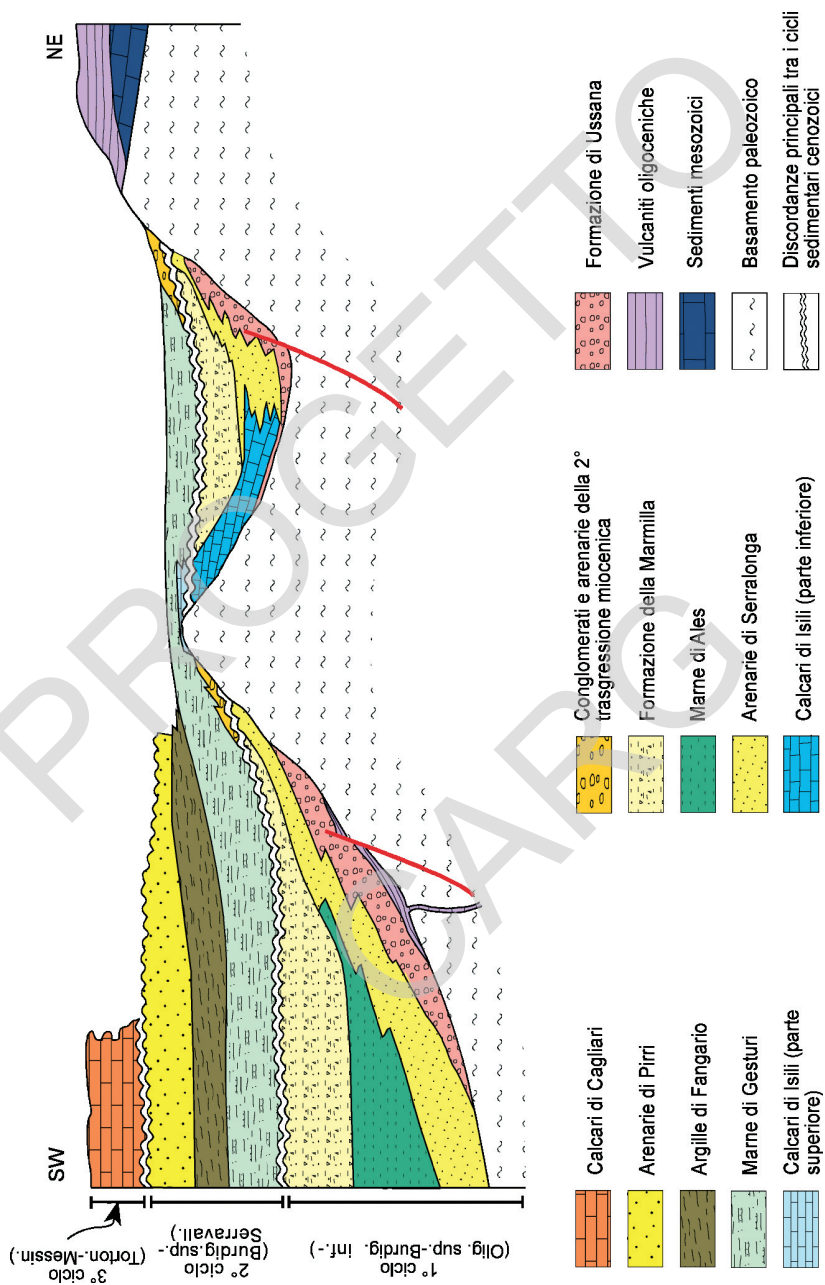 SW
NE
3° ciclo
(Torton.-Messin.)
2° ciclo
(Burdig.sup.-
Serravall.)
1° ciclo
(Olig. sup.-Burdig. inf.-)
PROGETTO
CARG
Calcari di Cagliari
Arenarie di Pirri
Argille di Fangario
Marne di Gesturi
Calcari di Isili (parte
superiore)
Conglomerati e arenarie della 2°
trasgressione miocenica
Formazione della Marmilla
Marne di Ales
Arenarie di Serralonga
Calcari di Isili (parte inferiore)
Formazione di Ussana
Vulcaniti oligoceniche
Sedimenti mesozoici
Basamento paleozoico
Discordanze principali tra i cicli
sedimentari cenozoici